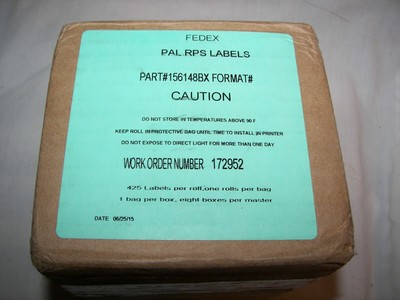 FEDEX
PAL RPS LABELS
PART#156148BX FORMAT#
CAUTION
DO NOT STORE IN TEMPERATURES ABOVE 90 F
KEEP ROLL IN PROTECTIVE BAG UNTIL TIME TO INSTALL IN PRINTER
DO NOT EXPOSE TO DIRECT LIGHT FOR MORE THAN ONE DAY
WORK ORDER NUMBER 172952
425 Labels per roll,one rolls per bag
1 bag per box, eight boxes per master
DATE 06/25/15